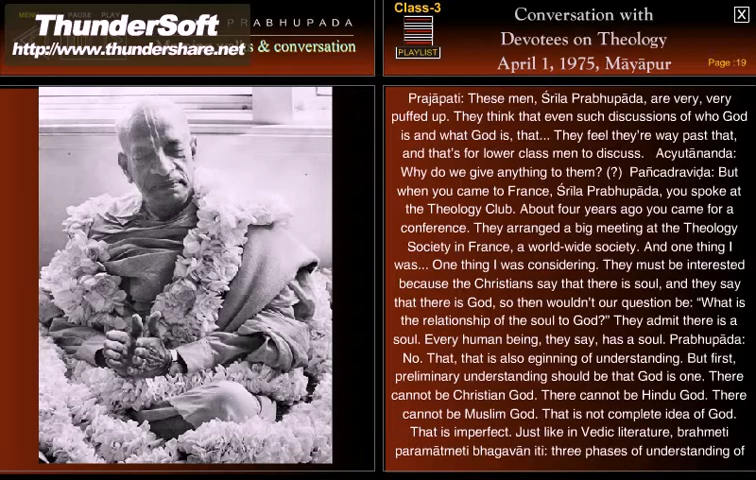 MENU PAUSE PLAY
PRABHUPADA
ThunderSoft
http://www.thundershare.net
& conversation
Class-3
PLAYLIST
Conversation with
Devotees on Theology
April 1, 1975, Māyāpur
X
Page :19
Prajāpati: These men, Śrīla Prabhupāda, are very, very
puffed up. They think that even such discussions of who God
is and what God is, that... They feel they're way past that,
and that's for lower class men to discuss. Acyutānanda:
Why do we give anything to them? (?) Pañcadraviḍa: But
when you came to France, Śrīla Prabhupāda, you spoke at
the Theology Club. About four years ago you came for a
conference. They arranged a big meeting at the Theology
Society in France, a world-wide society. And one thing I
was... One thing I was considering. They must be interested
because the Christians say that there is soul, and they say
that there is God, so then wouldn't our question be: "What is
the relationship of the soul to God?" They admit there is a
soul. Every human being, they say, has a soul. Prabhupāda:
No. That, that is also eginning of understanding. But first,
preliminary understanding should be that God is one. There
cannot be Christian God. There cannot be Hindu God. There
cannot be Muslim God. That is not complete idea of God.
That is imperfect. Just like in Vedic literature, brahmeti
paramātmeti bhagavān iti: three phases of understanding of